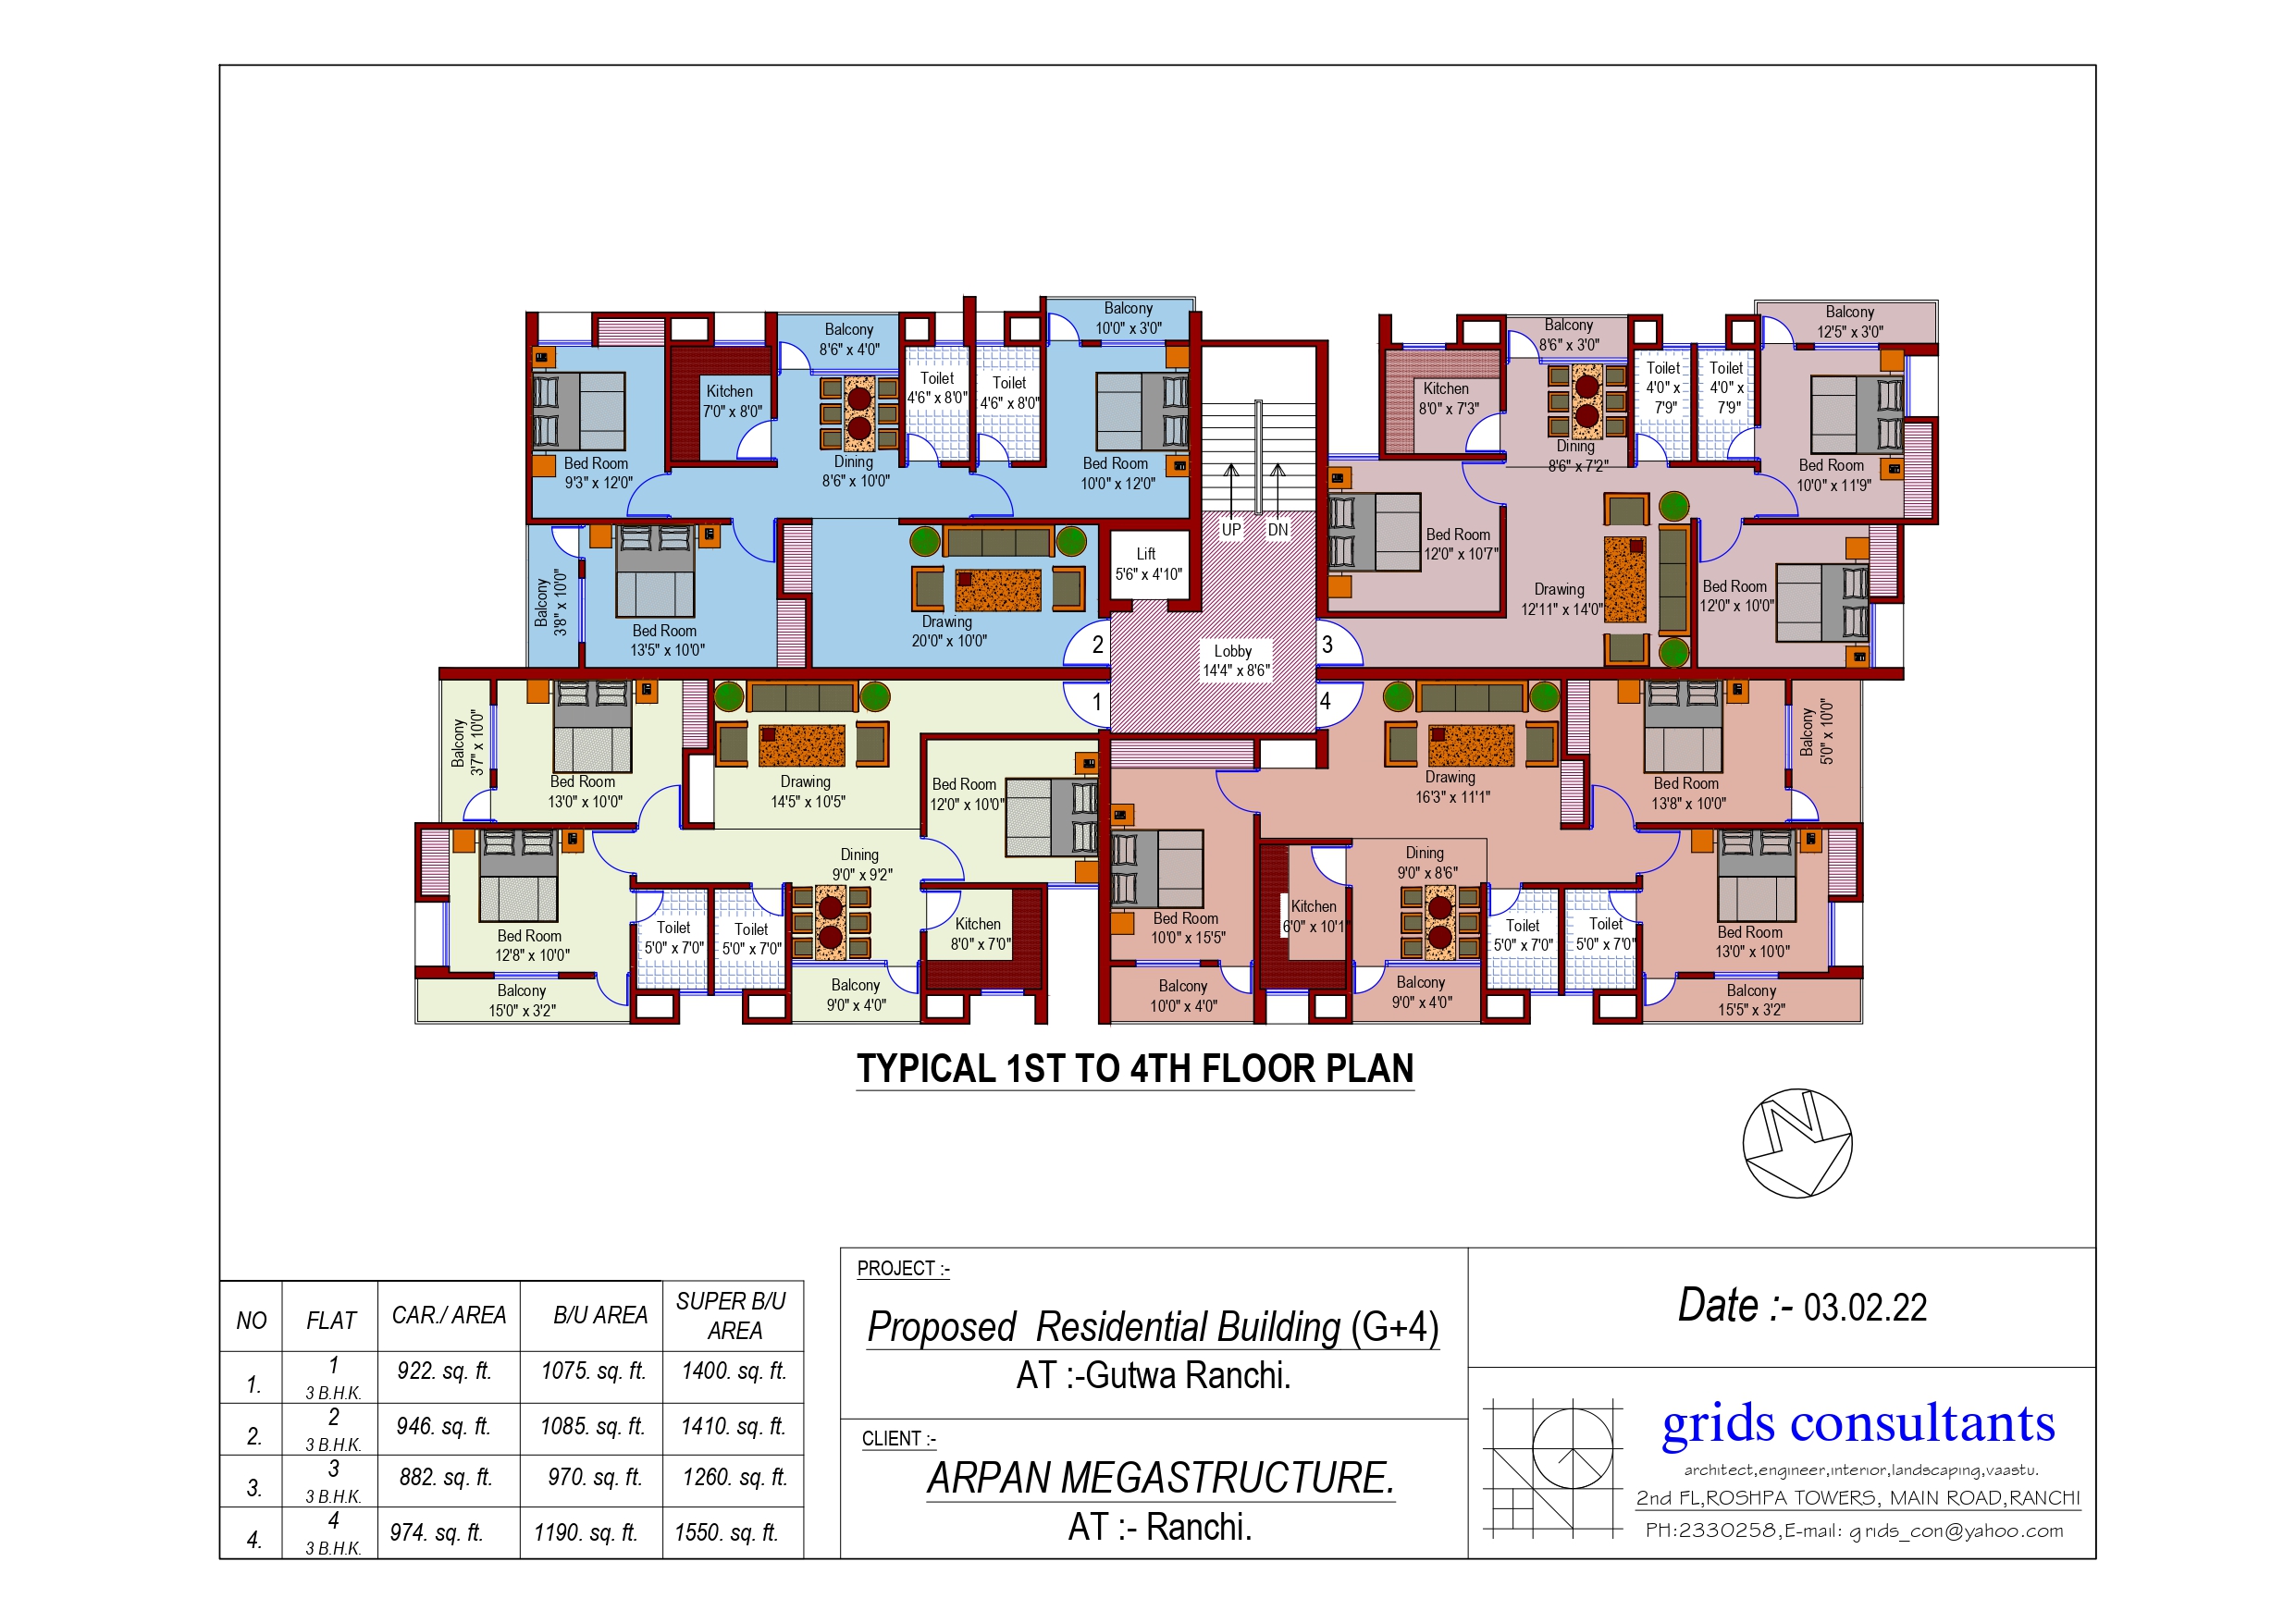 Balcony
8'6" x 4'0"
Balcony
10'0" x 3'0"
Balcony
8'6" x 3'0"
Balcony
12'5" x 3'0"
Kitchen
7'0" x 8'0"
Toilet
4'6" x 8'0"
Toilet
4'6" x 8'0"
Kitchen
8'0" x 7'3"
Toilet
4'0" x
7'9"
Toilet
4'0" x
7'9"
Bed Room
9'3" x 12'0"
Dining
8'6" x 10'0"
Bed Room
10'0" x 12'0"
Dining
8'6" x 7'2"
Bed Room
10'0" x 11'9"
UP
DN
Lift
5'6" x 4'10"
Bed Room
12'0" x 10'7"
Balcony
3'8" x 10'0"
Bed Room
13'5" x 10'0"
Drawing
20'0" x 10'0"
Drawing
12'11" x 14'0"
Bed Room
12'0" x 10'0"
2
Lobby
14'4" x 8'6"
3
1
4
Balcony
3'7" x 10'0"
Bed Room
13'0" x 10'0"
Drawing
14'5" x 10'5"
Bed Room
12'0" x 10'0"
Drawing
16'3" x 11'1"
Bed Room
13'8" x 10'0"
Balcony
5'0" x 10'0"
Dining
9'0" x 9'2"
Dining
9'0" x 8'6"
Bed Room
12'8" x 10'0"
Toilet
5'0" x 7'0"
Toilet
5'0" x 7'0"
Kitchen
8'0" x 7'0"
Bed Room
10'0" x 15'5"
Kitchen
6'0" x 10'1"
Toilet
5'0" x 7'0"
Toilet
5'0" x 7'0"
Bed Room
13'0" x 10'0"
Balcony
15'0" x 3'2"
Balcony
9'0" x 4'0"
Balcony
10'0" x 4'0"
Balcony
9'0" x 4'0"
Balcony
15'5" x 3'2"
TYPICAL 1ST TO 4TH FLOOR PLAN
N
NO FLAT CAR./ AREA B/U AREA SUPER B/U AREA
1. 1 3 B.H.K. 922. sq. ft. 1075. sq. ft. 1400. sq. ft.
2. 2 3 B.H.K. 946. sq. ft. 1085. sq. ft. 1410. sq. ft.
3. 3 3 B.H.K. 882. sq. ft. 970. sq. ft. 1260. sq. ft.
4. 4 3 B.H.K. 974. sq. ft. 1190. sq. ft. 1550. sq. ft.
PROJECT :-
Proposed Residential Building (G+4)
AT :-Gutwa Ranchi.
CLIENT :-
ARPAN MEGASTRUCTURE.
AT :- Ranchi.
Date :- 03.02.22
grids consultants
architect,engineer,interior,landscaping,vaastu.
2nd FL,ROSHPA TOWERS, MAIN ROAD,RANCHI
PH:2330258,E-mail: grids_con@yahoo.com